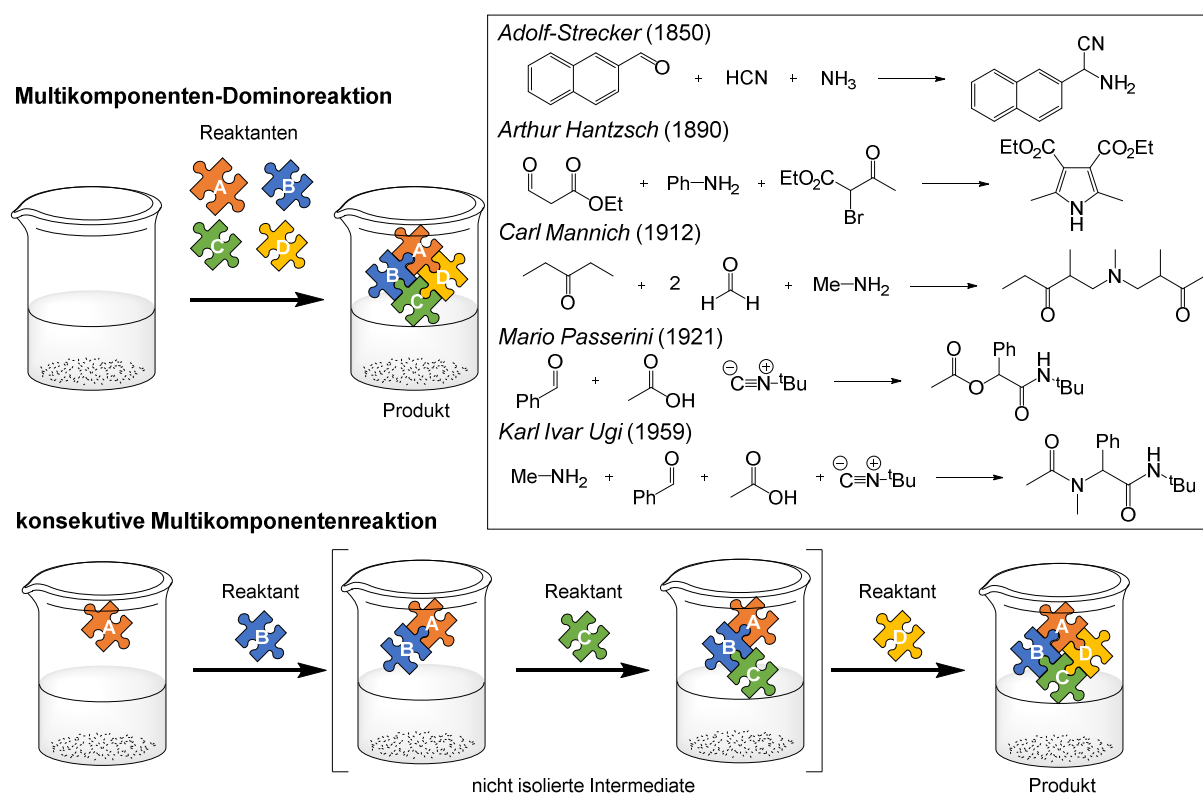 Multikomponenten-Dominoreaktion
Reaktanten
A
B
C
D
A
B
D
C
Produkt
Adolf-Strecker (1850)
O + HCN + NH3 CN NH2
Arthur Hantzsch (1890)
O O OEt + Ph-NH2 + EtO2C O Br EtO2C CO2Et N H
Carl Mannich (1912)
O + 2 O H H + Me-NH2 O N O
Mario Passerini (1921)
O Ph + O OH ⊖ C≡N ⊕ tBu O O Ph O H N tBu
Karl Ivar Ugi (1959)
Me-NH2 + O Ph + O OH + ⊖ C≡N ⊕ tBu O N Ph O H N tBu
konsekutive Multikomponentenreaktion
A
Reaktant
B
A
B
Reaktant
C
A
B
C
Reaktant
D
A
B
D
C
nicht isolierte Intermediate
Produkt